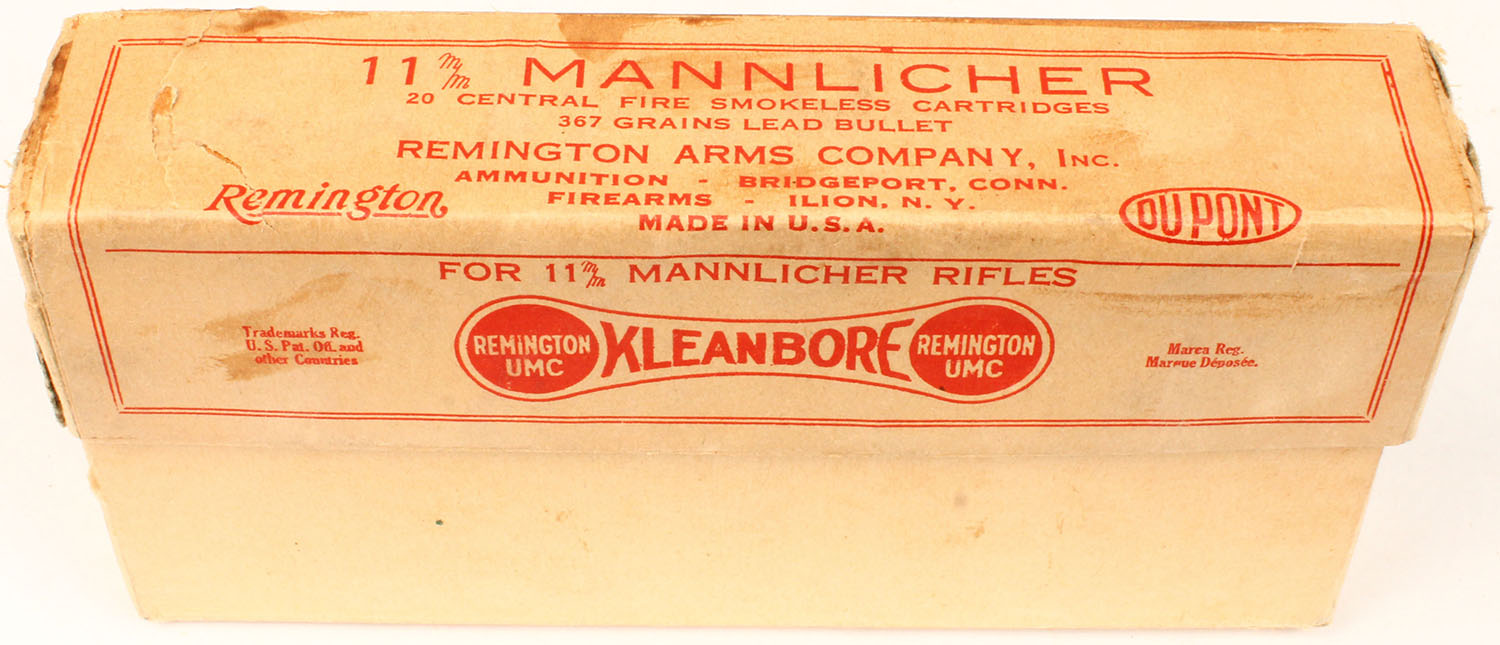 11 m/m MANNLICHER
20 CENTRAL FIRE SMOKELESS CARTRIDGES
367 GRAINS LEAD BULLET
REMINGTON ARMS COMPANY, INC.
AMMUNITION - BRIDGEPORT, CONN.
Remington,
FIREARMS - ILION, N. Y.
MADE IN U.S.A.
DU PONT
FOR 11 m/m MANNLICHER RIFLES
Trademarks Reg.
U. S. Pat. Off. and
other Countries
REMINGTON
UMC
KLEANBORE
REMINGTON
UMC
Marca Reg.
Marque Déposée.